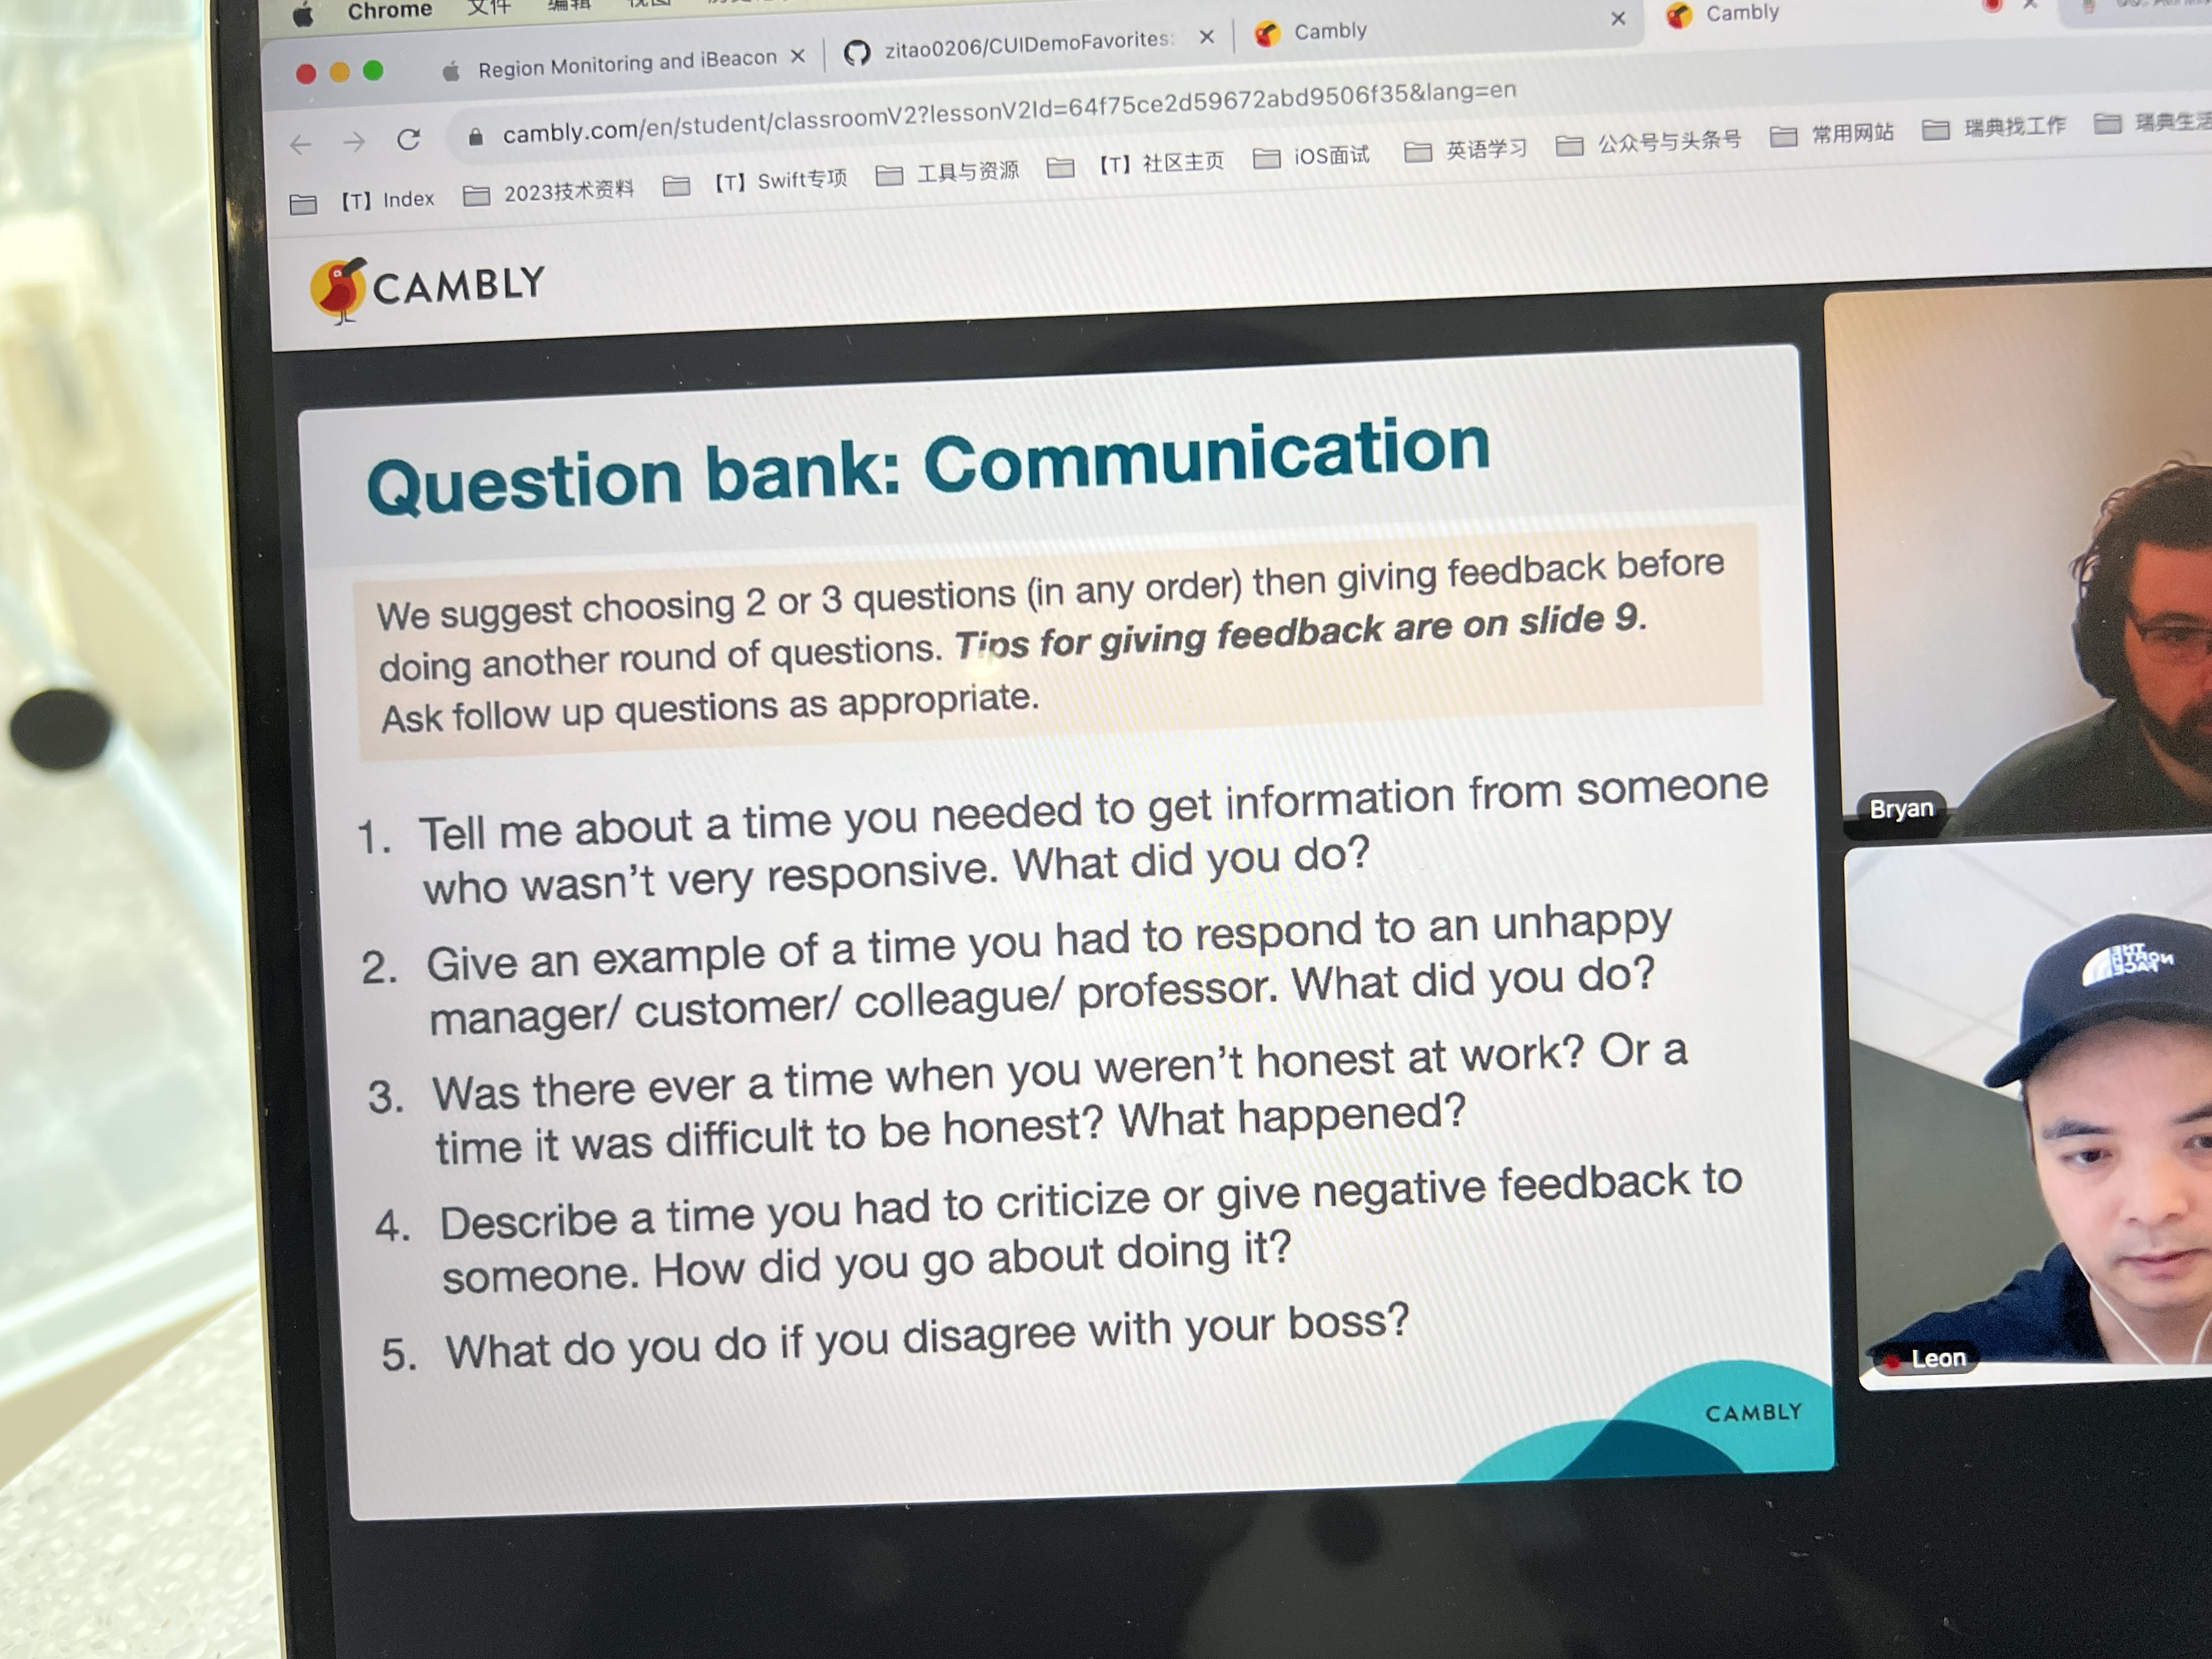 Chrome 文件 编辑
Region Monitoring and iBeacon
zitao0206/CUIDemoFavorites:
Cambly
Cambly
cambly.com/en/student/classroomV2?lessonV2Id=64f75ce2d59672abd9506f35&lang=en
【T】Index 2023技术资料 【T】Swift专项 工具与资源 【T】社区主页 iOS面试 英语学习 公众号与头条号 常用网站 瑞典找工作 瑞典生活
CAMBLY
Question bank: Communication
We suggest choosing 2 or 3 questions (in any order) then giving feedback before
doing another round of questions. Tips for giving feedback are on slide 9.
Ask follow up questions as appropriate.
1. Tell me about a time you needed to get information from someone
who wasn't very responsive. What did you do?
2. Give an example of a time you had to respond to an unhappy
manager/ customer/ colleague/ professor. What did you do?
3. Was there ever a time when you weren't honest at work? Or a
time it was difficult to be honest? What happened?
4. Describe a time you had to criticize or give negative feedback to
someone. How did you go about doing it?
5. What do you do if you disagree with your boss?
CAMBLY
Bryan
THE
NORTH
FACE
Leon